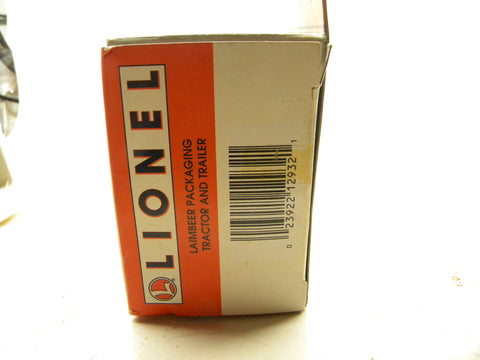 LIONEL
LAIMBEER PACKAGING
TRACTOR AND TRAILER
0 23922 12932 1